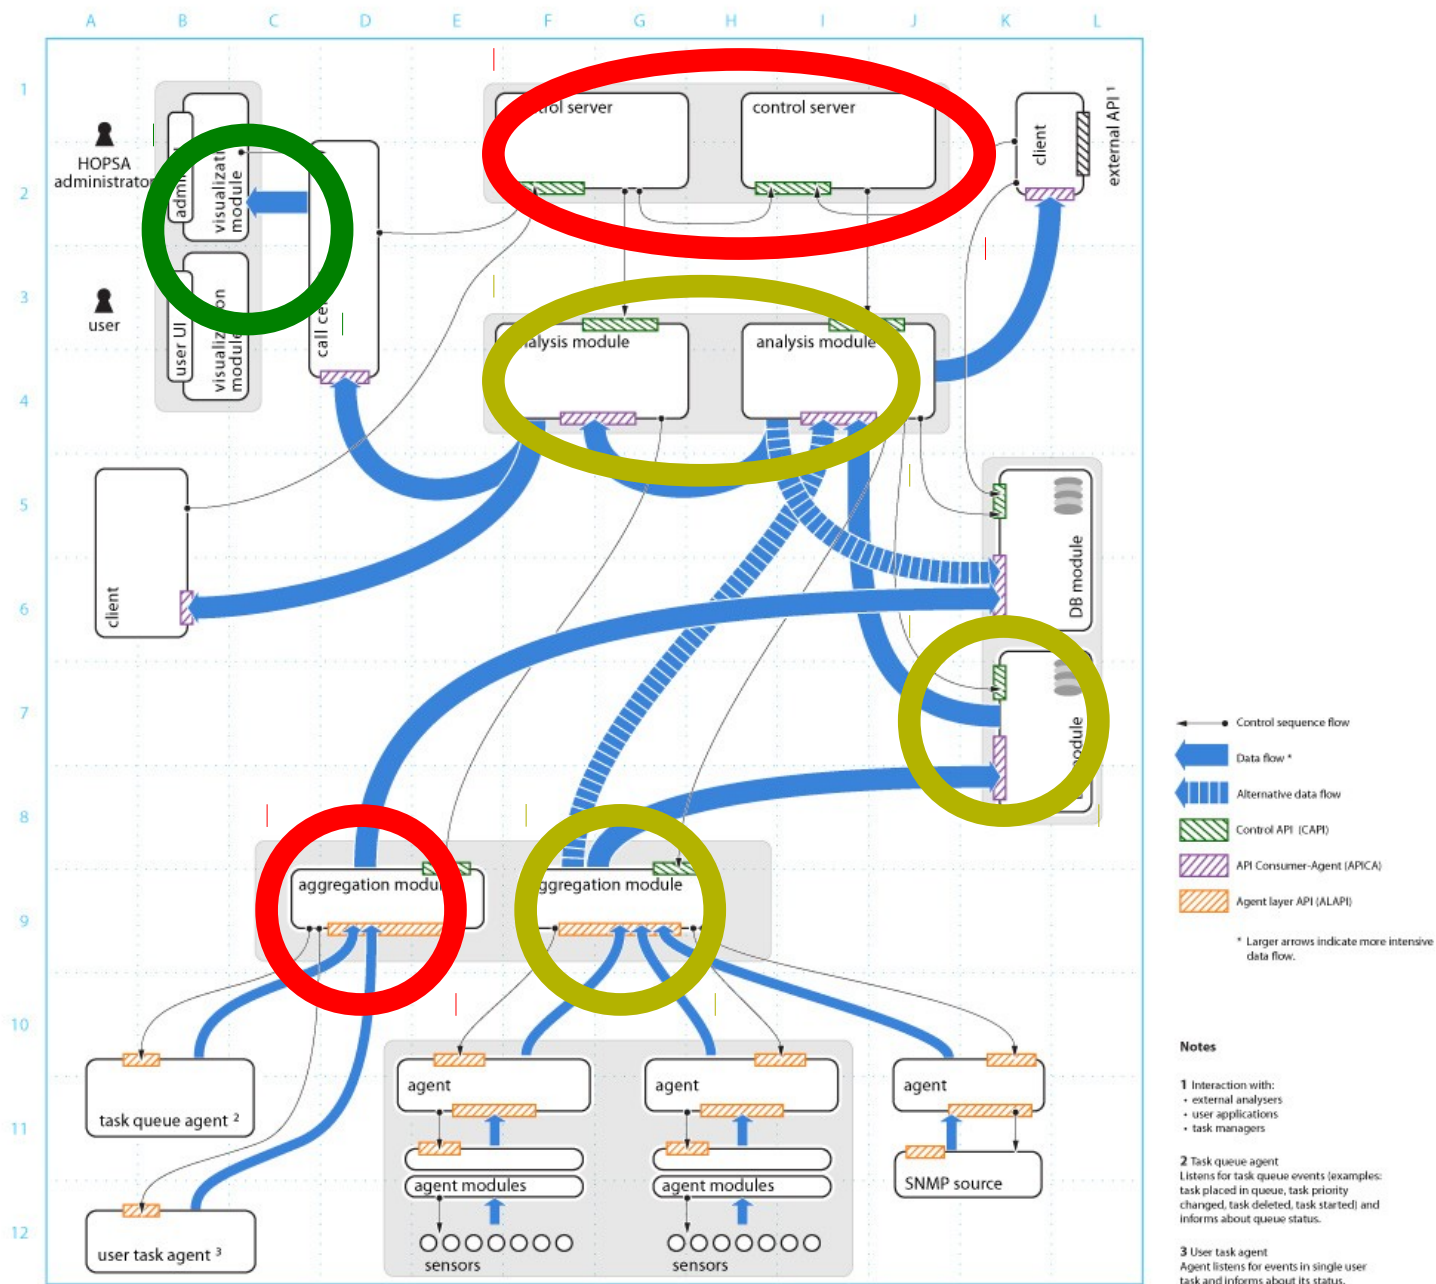 A B C D E F G H I J K L
1
2
3
4
5
6
7
8
9
10
11
12
HOPSA
administrator
user
visualizati
module
user UI
visualization
module
call ce
control server
control server
client
external API 1
analysis module
analysis module
client
DB module
module
aggregation modul
aggregation module
task queue agent 2
user task agent 3
agent
agent modules
sensors
agent
agent modules
sensors
agent
SNMP source
Control sequence flow
Data flow *
Alternative data flow
Control API (CAPI)
API Consumer-Agent (APICA)
Agent layer API (ALAPI)
* Larger arrows indicate more intensive
data flow.
Notes
1 Interaction with:
• external analysers
• user applications
• task managers
2 Task queue agent
Listens for task queue events (examples:
task placed in queue, task priority
changed, task deleted, task started) and
informs about queue status.
3 User task agent
Agent listens for events in single user
task and informs about its status.